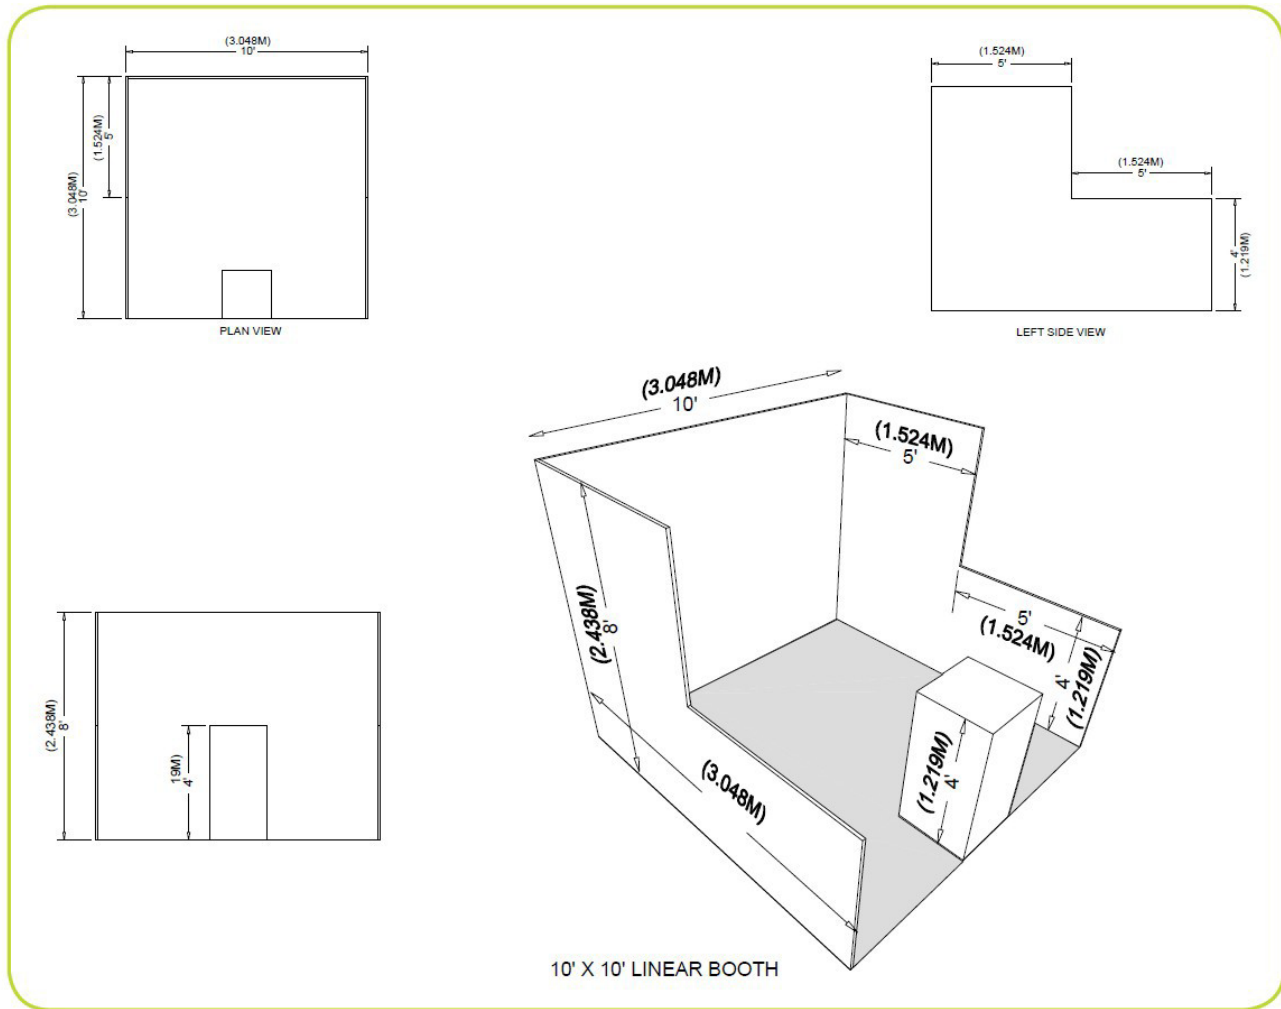 (3.048M)
10'
(1.524M)
5'
(3.048M)
10'
PLAN VIEW
(1.524M)
5'
(1.524M)
5'
4'
(1.219M)
LEFT SIDE VIEW
(3.048M)
10'
(1.524M)
5'
(2.438M)
8'
5'
(1.524M)
4'
(1.219M)
(3.048M)
(1.219M)
4'
(2.438M)
8'
19M)
4'
10' X 10' LINEAR BOOTH